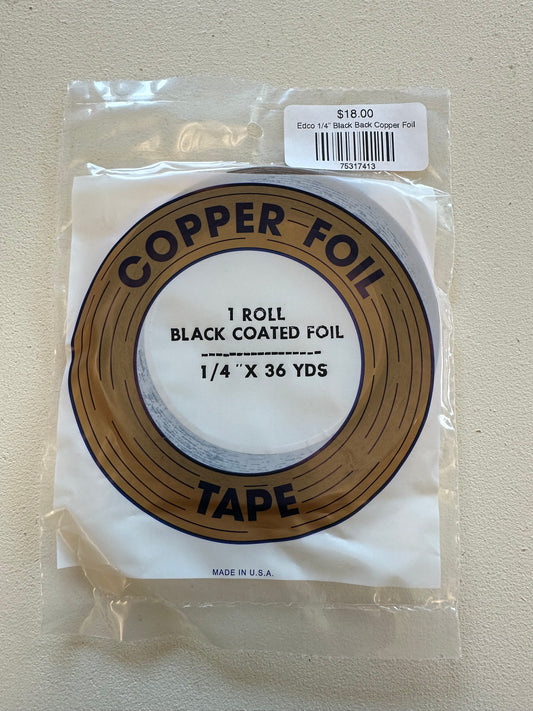 $18.00
Edco 1/4" Black Back Copper Foil
75317413
COPPER FOIL
1 ROLL
BLACK COATED FOIL
1/4 " X 36 YDS
TAPE
MADE IN U.S.A.